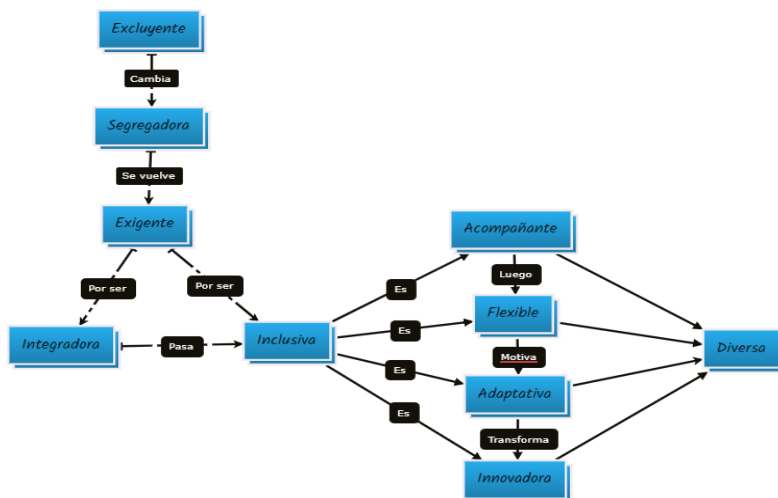 Excluyente
Cambia
Segregadora
Se vuelve
Exigente
Por ser
Por ser
Integradora
Pasa
Inclusiva
Es
Es
Es
Es
Acompañante
Luego
Flexible
Motiva
Adaptativa
Transforma
Innovadora
Diversa